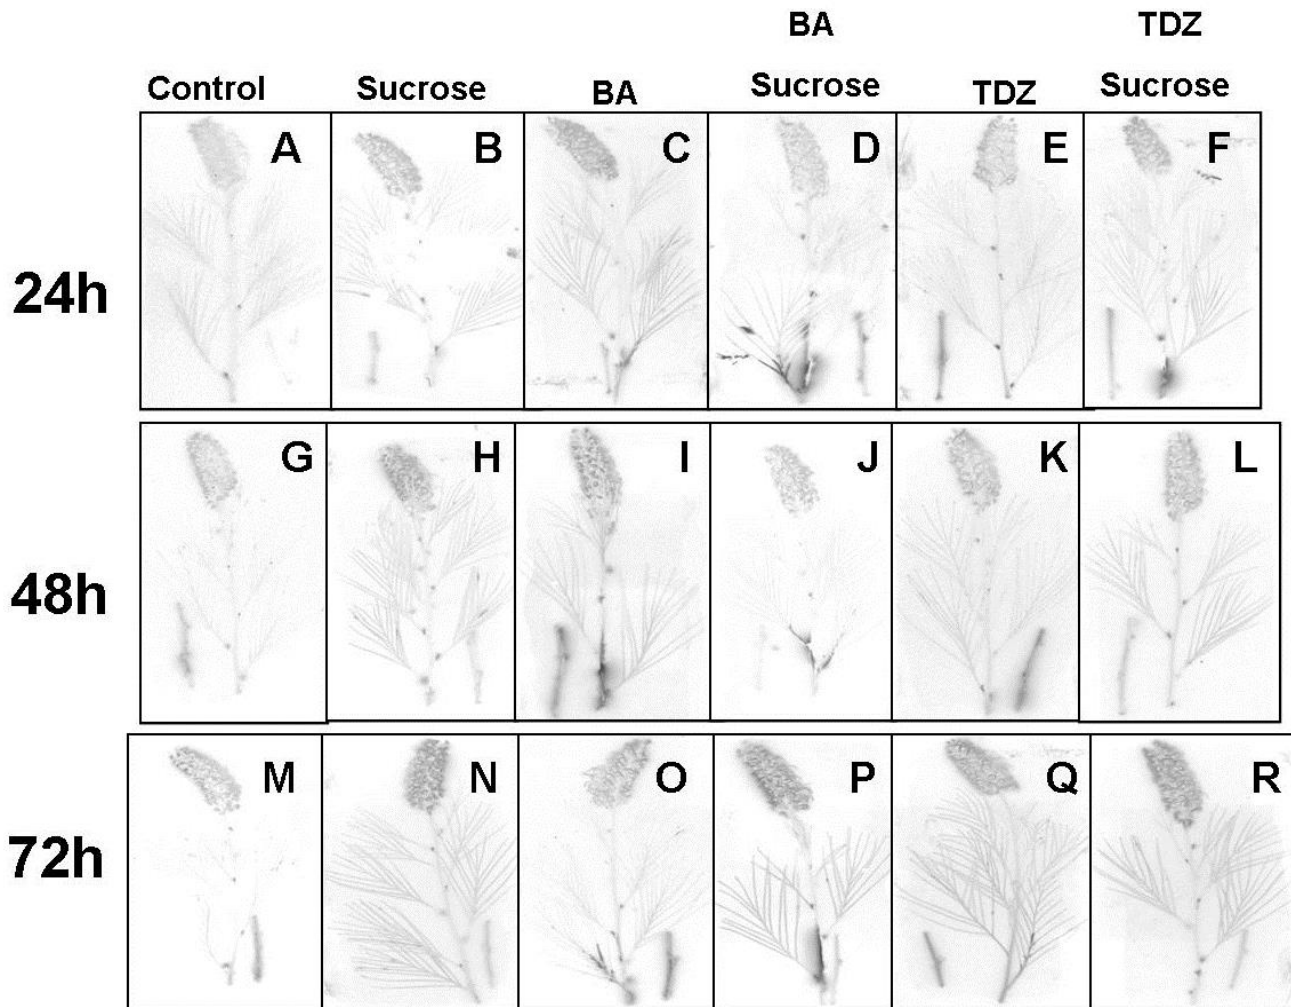 BA TDZ
Control Sucrose BA Sucrose TDZ Sucrose
24h
A B C D E F
48h
G H I J K L
72h
M N O P Q R